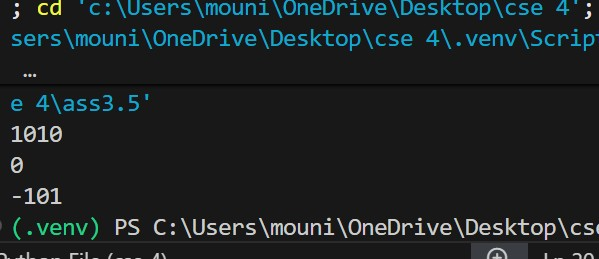 ; cd 'c:\Users\mouni\OneDrive\Desktop\cse 4';
sers\mouni\OneDrive\Desktop\cse 4\.venv\Script
…
e 4\ass3.5'
1010
0
-101
(.venv) PS C:\Users\mouni\OneDrive\Desktop\cse